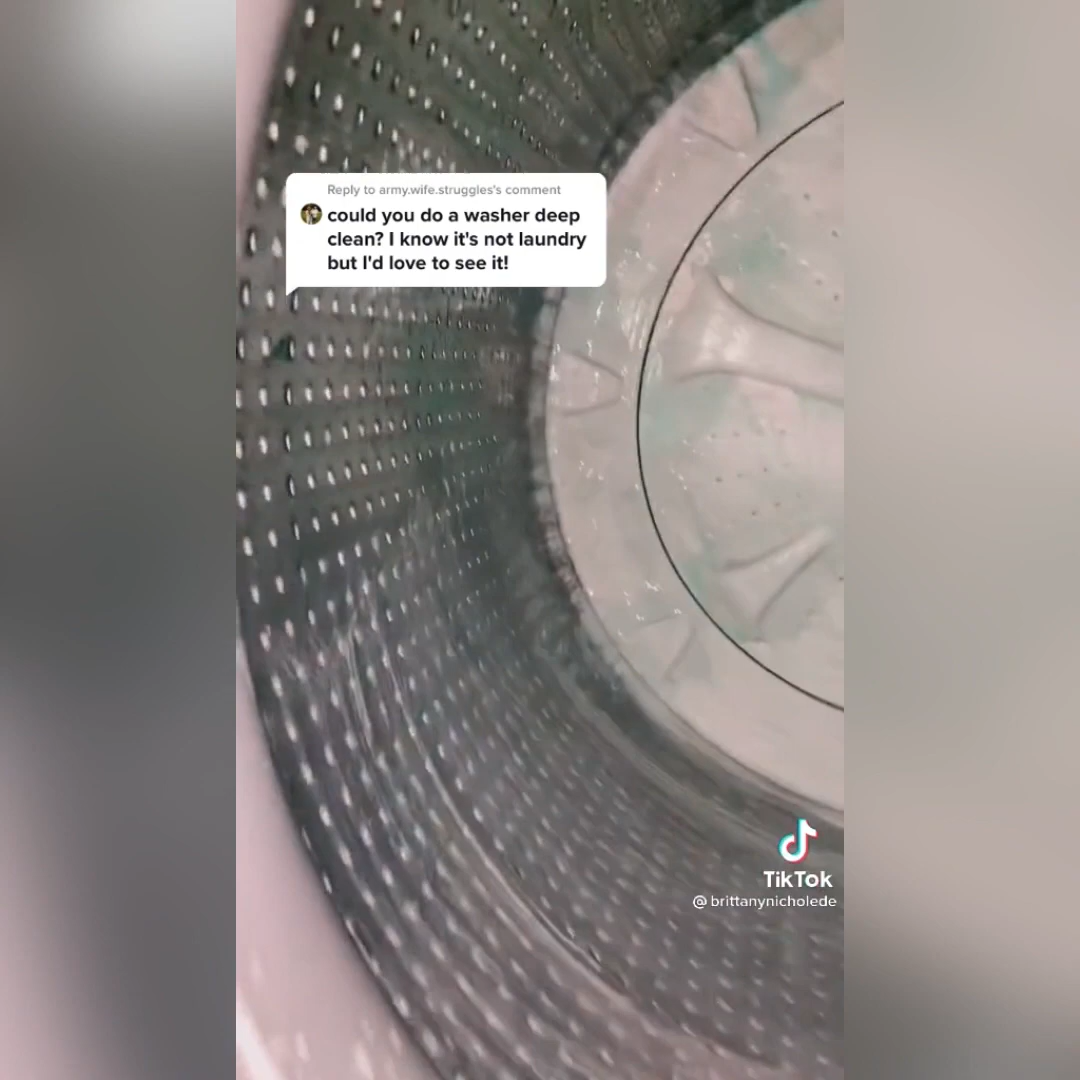 Reply to army.wife.struggles's comment
could you do a washer deep
clean? I know it's not laundry
but I'd love to see it!
TikTok
@brittanynicholede